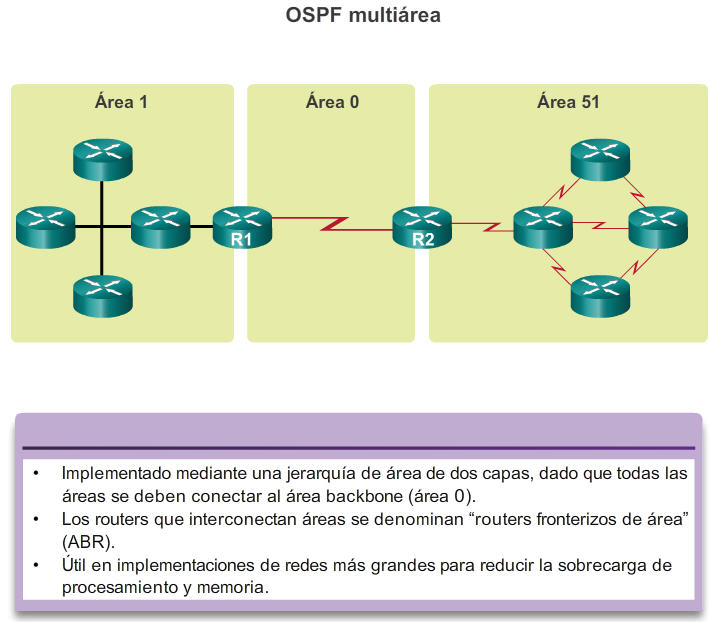 OSPF multiárea
Área 1
Área 0
Área 51
R1
R2
• Implementado mediante una jerarquía de área de dos capas, dado que todas las
áreas se deben conectar al área backbone (área 0).
• Los routers que interconectan áreas se denominan “routers fronterizos de área”
(ABR).
• Útil en implementaciones de redes más grandes para reducir la sobrecarga de
procesamiento y memoria.